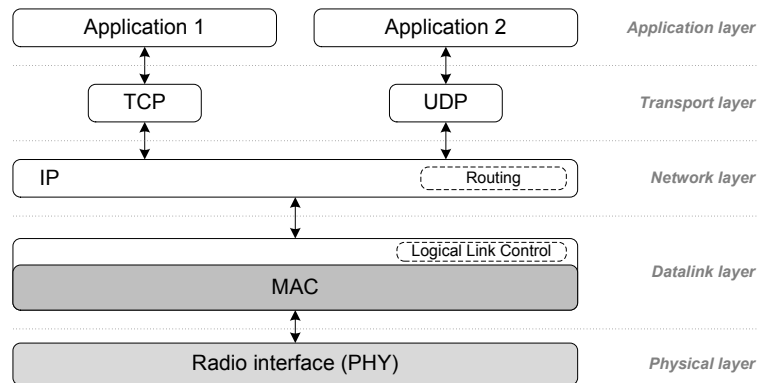 Application 1
Application 2
Application layer
TCP
UDP
Transport layer
IP
Routing
Network layer
Logical Link Control
MAC
Datalink layer
Radio interface (PHY)
Physical layer